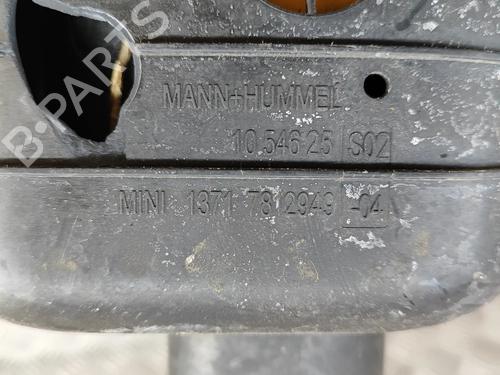 MANN+HUMMEL
10.546 25 S02
MINI 1371 7812949 -04
B-PARTS